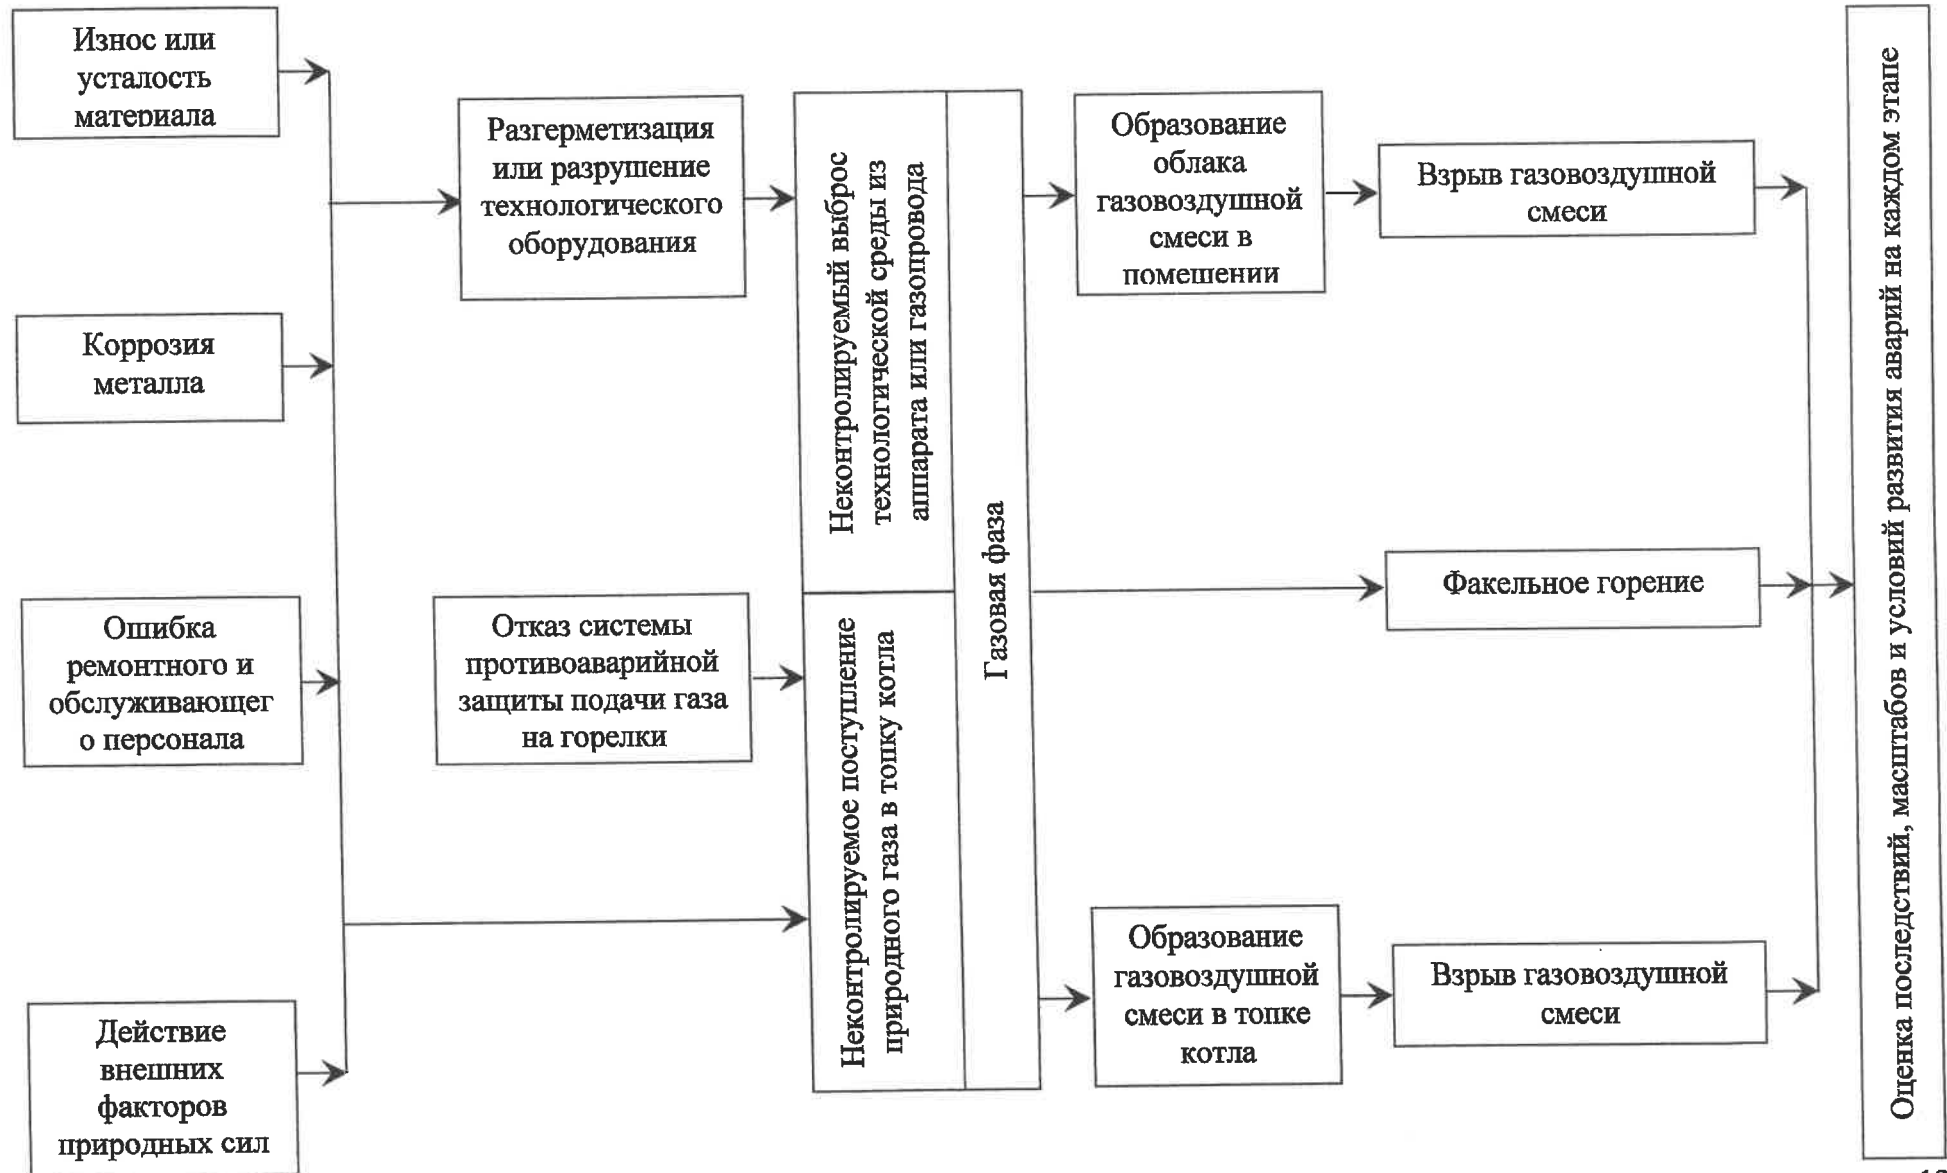 Износ или
усталость
материала
Коррозия
металла
Ошибка
ремонтного и
обслуживающег
о персонала
Действие
внешних
факторов
природных сил
Разгерметизация
или разрушение
технологического
оборудования
Отказ системы
противоаварийной
защиты подачи газа
на горелки
Неконтролируемый выброс
технологической среды из
аппарата или газопровода
Неконтролируемое поступление
природного газа в топку котла
Газовая фаза
Образование
облака
газовоздушной
смеси в
помещении
Взрыв газовоздушной
смеси
Факельное горение
Образование
газовоздушной
смеси в топке
котла
Взрыв газовоздушной
смеси
Оценка последствий, масштабов и условий развития аварий на каждом этапе